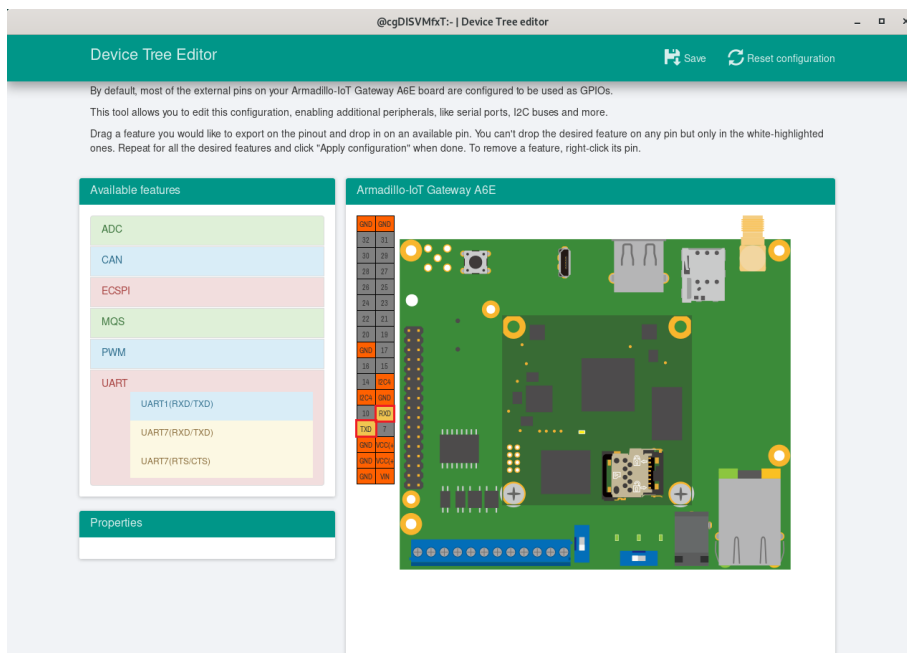 @cgDISVMfxT:- | Device Tree editor
Device Tree Editor
Save
Reset configuration
By default, most of the external pins on your Armadillo-IoT Gateway A6E board are configured to be used as GPIOs.
This tool allows you to edit this configuration, enabling additional peripherals, like serial ports, I2C buses and more.
Drag a feature you would like to export on the pinout and drop in on an available pin. You can't drop the desired feature on any pin but only in the white-highlighted
ones. Repeat for all the desired features and click "Apply configuration" when done. To remove a feature, right-click its pin.
Available features
ADC
CAN
ECSPI
MQS
PWM
UART
UART1(RXD/TXD)
UART7(RXD/TXD)
UART7(RTS/CTS)
Properties
Armadillo-IoT Gateway A6E
GND GND
32 31
30 29
28 27
26 25
24 23
22 21
20 19
GND 17
16 15
14 I2C4
I2C4 GND
10 RXD
TXD 7
GND VCC(+
GND VCC(+
GND VIN